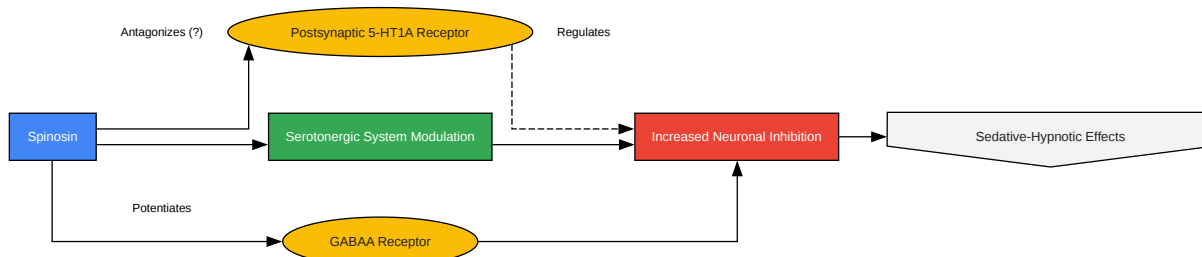 Antagonizes (?)
Postsynaptic 5-HT1A Receptor
Regulates
Spinosin
Serotonergic System Modulation
Increased Neuronal Inhibition
Sedative-Hypnotic Effects
Potentiates
GABAA Receptor